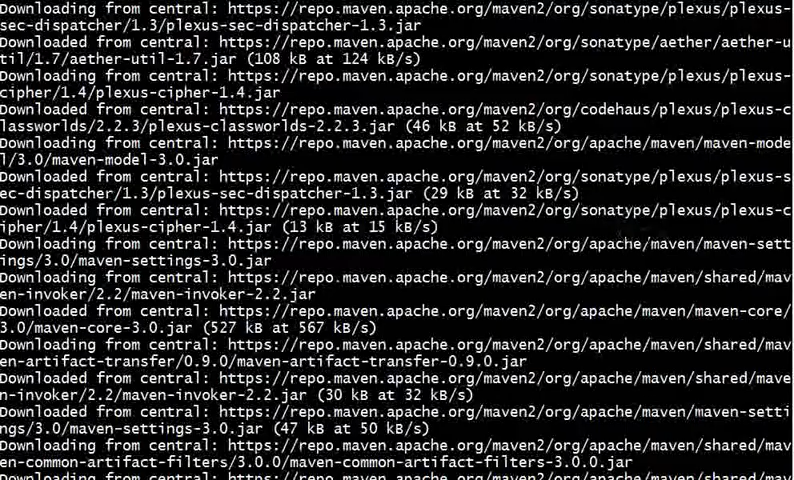 Downloading from central: https://repo.maven.apache.org/maven2/org/sonatype/plexus/plexus-
sec-dispatcher/1.3/plexus-sec-dispatcher-1.3.jar
Downloaded from central: https://repo.maven.apache.org/maven2/org/sonatype/aether/aether-u
til/1.7/aether-util-1.7.jar (108 kB at 124 kB/s)
Downloading from central: https://repo.maven.apache.org/maven2/org/sonatype/plexus/plexus-
cipher/1.4/plexus-cipher-1.4.jar
Downloaded from central: https://repo.maven.apache.org/maven2/org/codehaus/plexus/plexus-c
lassworlds/2.2.3/plexus-classworlds-2.2.3.jar (46 kB at 52 kB/s)
Downloading from central: https://repo.maven.apache.org/maven2/org/apache/maven/maven-mode
l/3.0/maven-model-3.0.jar
Downloaded from central: https://repo.maven.apache.org/maven2/org/sonatype/plexus/plexus-s
ec-dispatcher/1.3/plexus-sec-dispatcher-1.3.jar (29 kB at 32 kB/s)
Downloaded from central: https://repo.maven.apache.org/maven2/org/sonatype/plexus/plexus-c
ipher/1.4/plexus-cipher-1.4.jar (13 kB at 15 kB/s)
Downloading from central: https://repo.maven.apache.org/maven2/org/apache/maven/maven-sett
ings/3.0/maven-settings-3.0.jar
Downloading from central: https://repo.maven.apache.org/maven2/org/apache/maven/shared/mav
en-invoker/2.2/maven-invoker-2.2.jar
Downloaded from central: https://repo.maven.apache.org/maven2/org/apache/maven/maven-core/
3.0/maven-core-3.0.jar (527 kB at 567 kB/s)
Downloading from central: https://repo.maven.apache.org/maven2/org/apache/maven/shared/mav
en-artifact-transfer/0.9.0/maven-artifact-transfer-0.9.0.jar
Downloaded from central: https://repo.maven.apache.org/maven2/org/apache/maven/shared/mave
n-invoker/2.2/maven-invoker-2.2.jar (30 kB at 32 kB/s)
Downloaded from central: https://repo.maven.apache.org/maven2/org/apache/maven/maven-setti
ngs/3.0/maven-settings-3.0.jar (47 kB at 50 kB/s)
Downloading from central: https://repo.maven.apache.org/maven2/org/apache/maven/shared/mav
en-common-artifact-filters/3.0.0/maven-common-artifact-filters-3.0.0.jar
Downloaded from central: https://repo.maven.apache.org/maven2/org/apache/maven/shared/mave